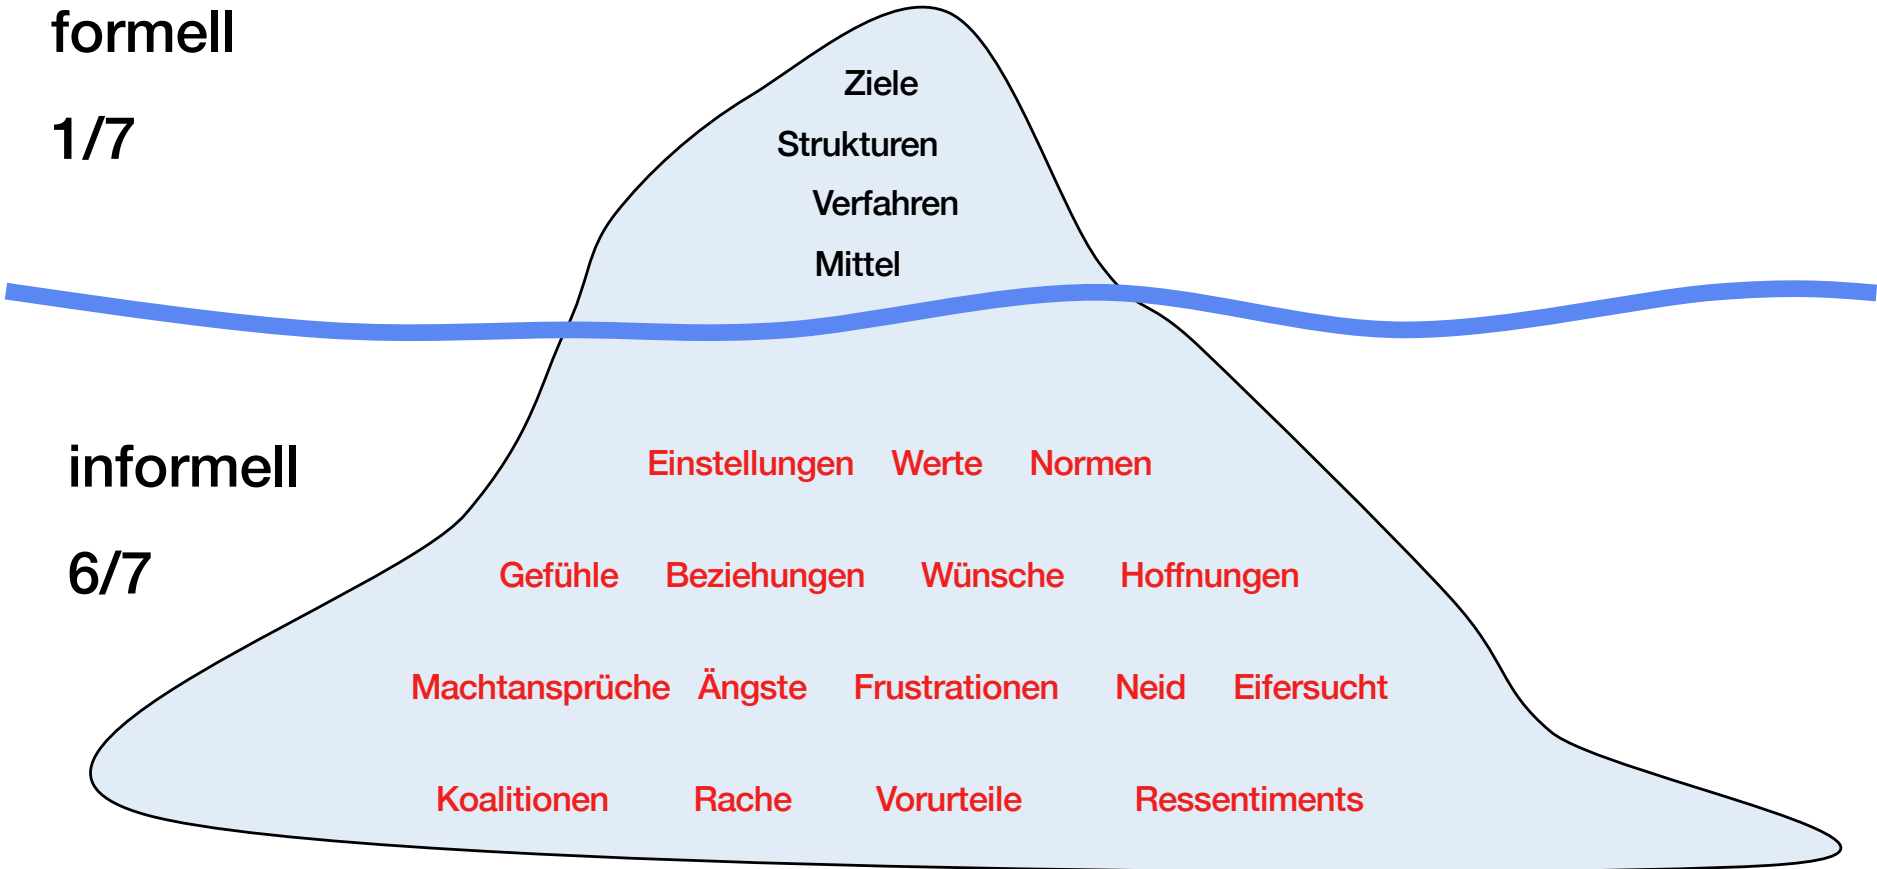 formell
Ziele
1/7
Strukturen
Verfahren
Mittel
informell
Einstellungen Werte Normen
6/7
Gefühle Beziehungen Wünsche Hoffnungen
Machtansprüche Ängste Frustrationen Neid Eifersucht
Koalitionen Rache Vorurteile Ressentiments